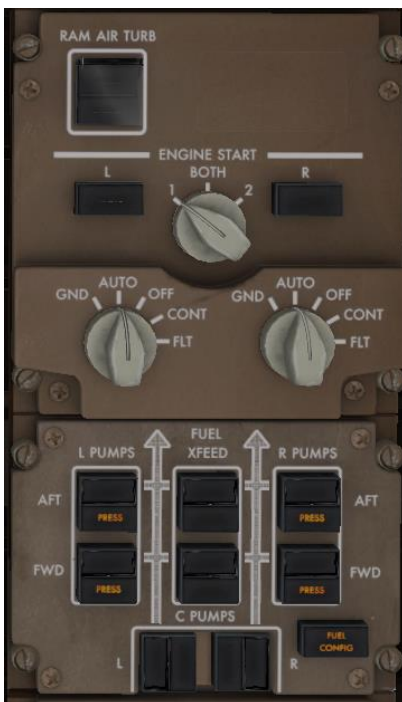 RAM AIR TURB
ENGINE START
L BOTH R
1 2
AUTO
GND OFF
CONT
FLT
AUTO
GND OFF
CONT
FLT
L PUMPS FUEL XFEED R PUMPS
AFT AFT
PRESS PRESS
FWD FWD
PRESS PRESS
C PUMPS
L R
FUEL
CONFIG